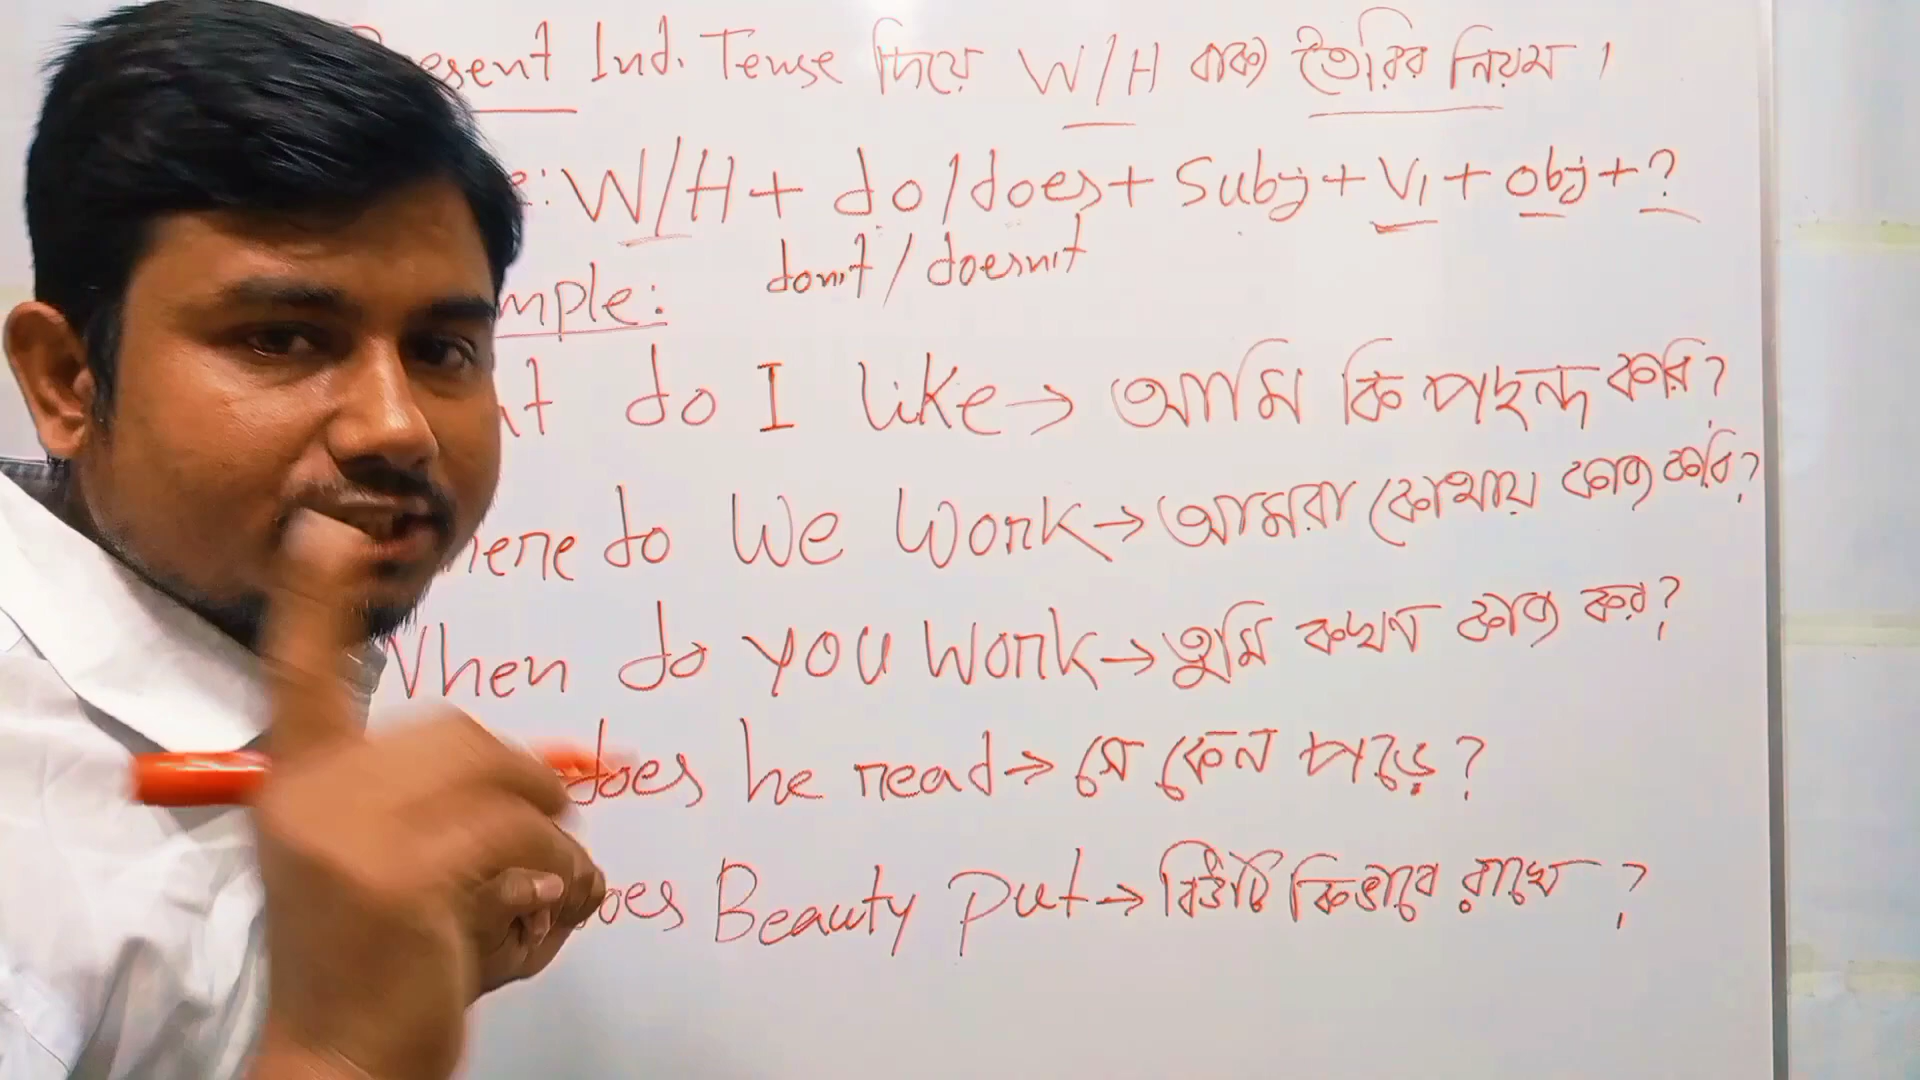 esent Ind. Tense দিয়ে W/H বাক্য তৈরির নিয়ম ।
: W/H + do/does + Subj + V1 + obj + ?
don't / doesn't
mple:
t do I like → আমি কি পছন্দ করি?
here do We Work → আমরা কোথায় কাজ করি?
When do you Work → তুমি কখন কাজ কর?
does he read → সে কেন পড়ে?
oes Beauty Put → বিউটি কিভাবে রাখে ?